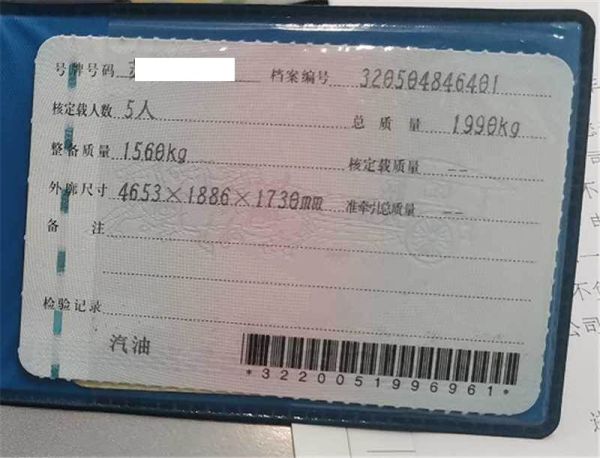 号牌号码 苏 档案编号 320504846401
核定载人数 5人 总质量 1990kg
整备质量 1560kg 核定载质量 --
外廓尺寸 4653×1886×1730mm 准牵引总质量 --
备注
检验记录
汽油
*3220051996961*